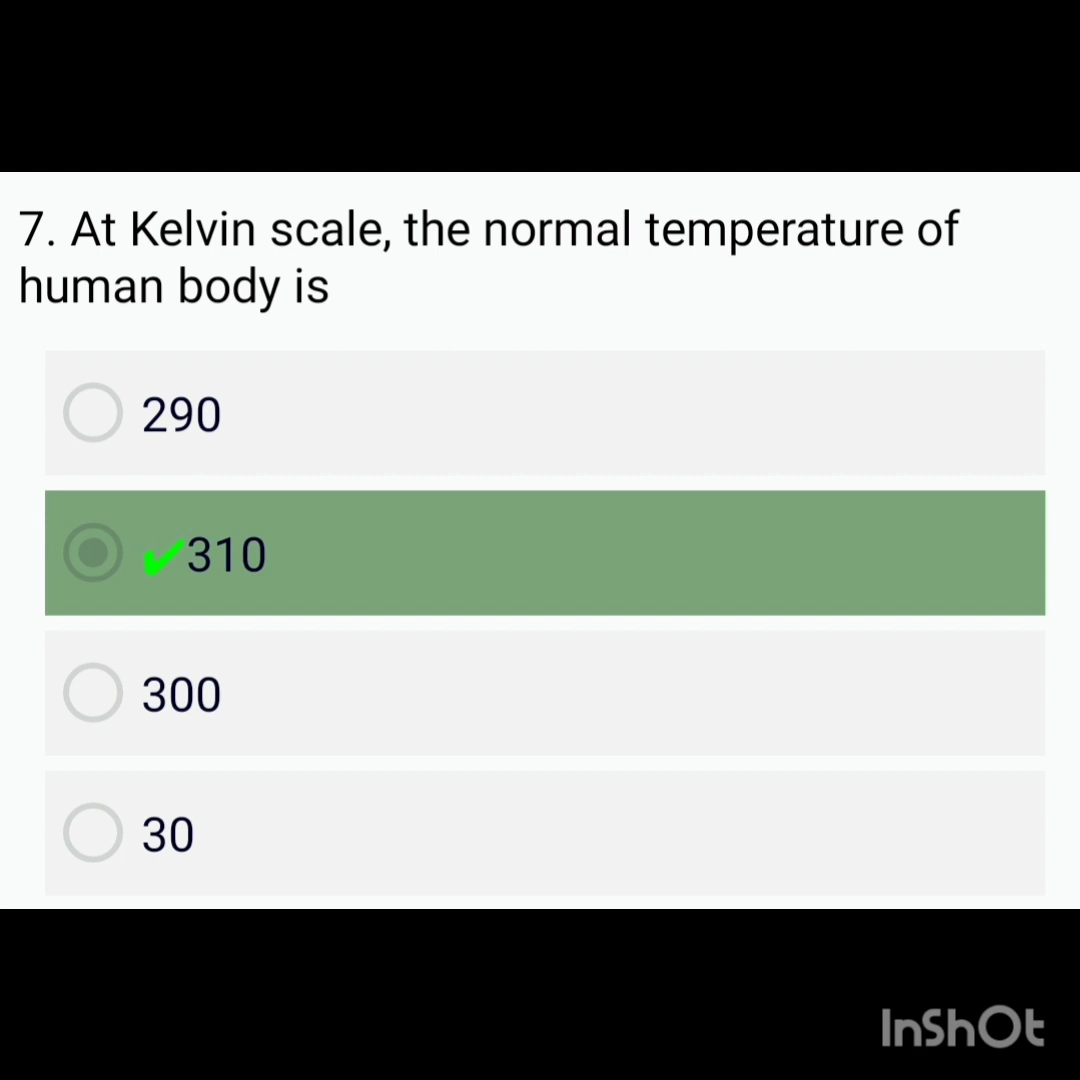 7. At Kelvin scale, the normal temperature of
human body is
290
✔310
300
30
InShOt